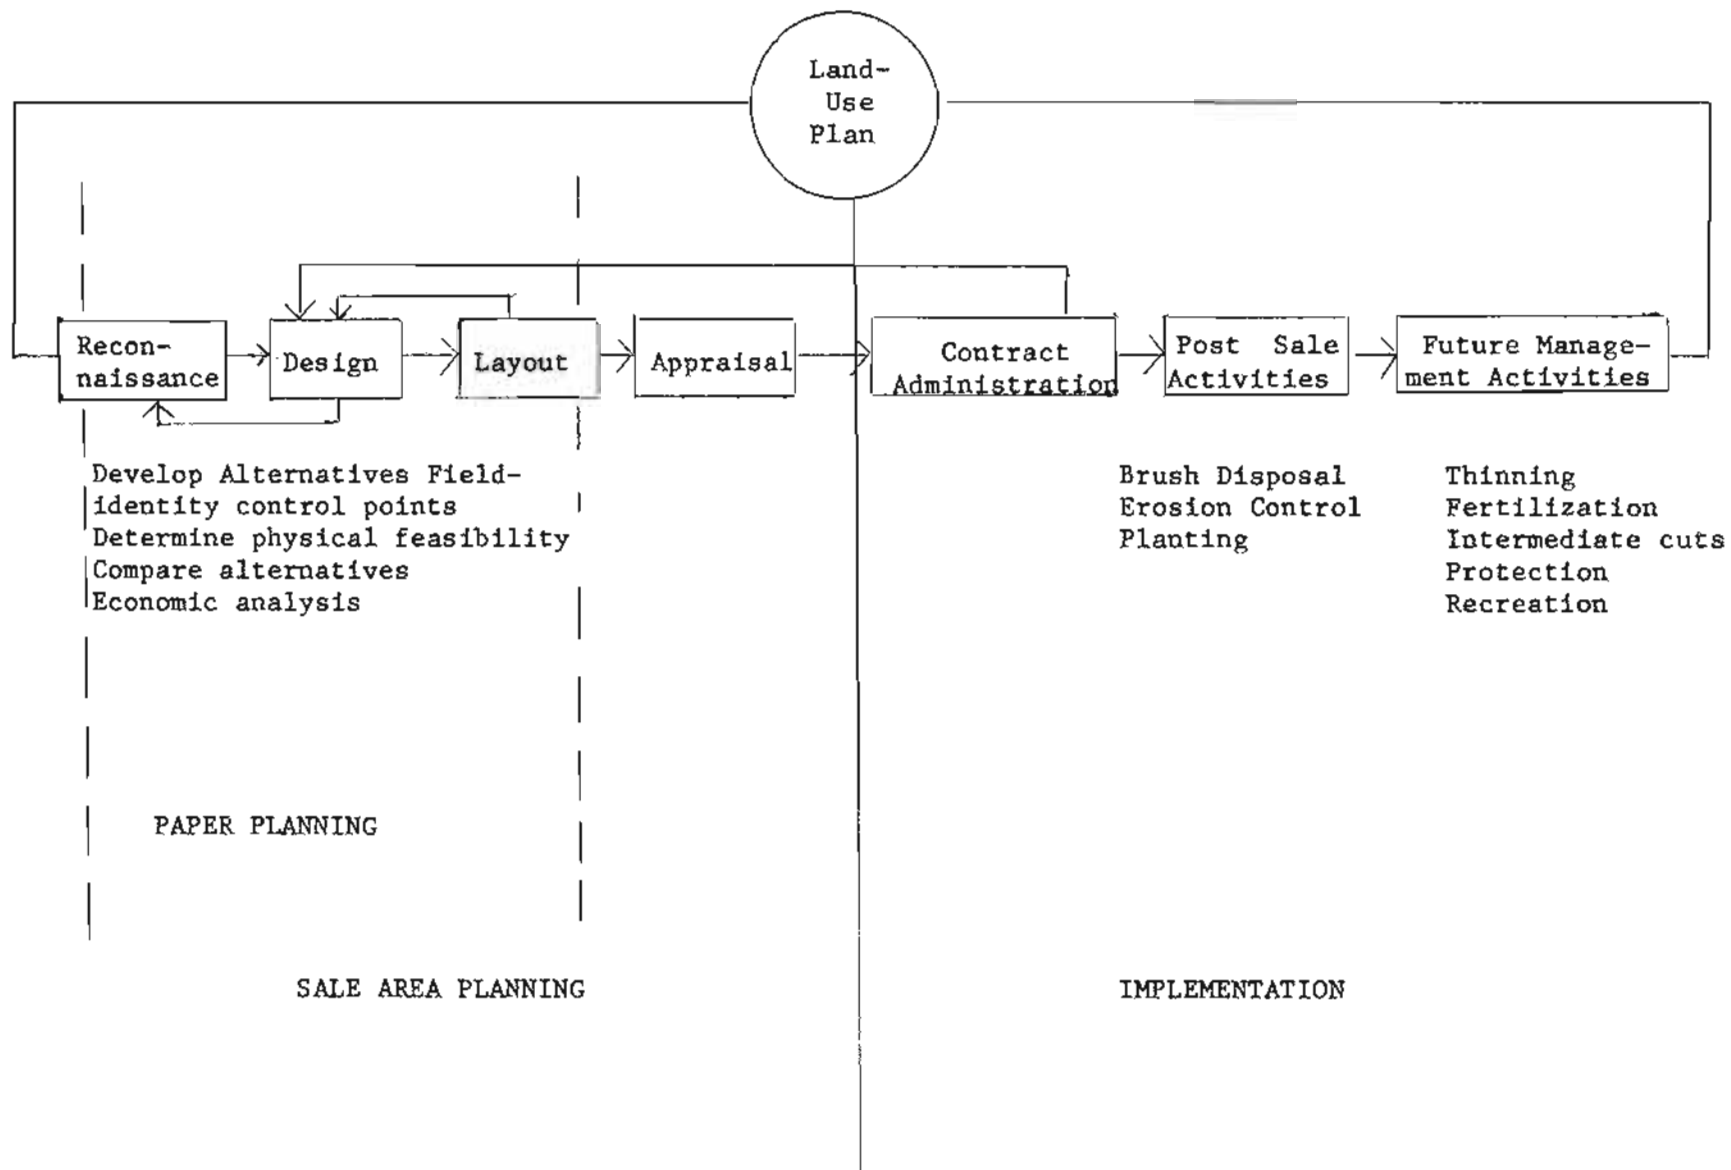 Land-
Use
Plan
Recon-
naissance
Design
Layout
Appraisal
Contract
Administration
Post Sale
Activities
Future Manage-
ment Activities
Develop Alternatives Field-
identity control points
Determine physical feasibility
Compare alternatives
Economic analysis
Brush Disposal
Erosion Control
Planting
Thinning
Fertilization
Intermediate cuts
Protection
Recreation
PAPER PLANNING
SALE AREA PLANNING
IMPLEMENTATION